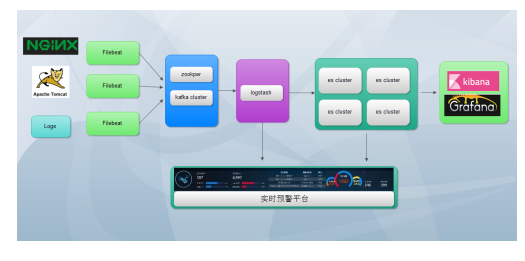 NGINX
Filebeat
zookper
kafka cluster
Filebeat
Apache Tomcat
Logs
Filebeat
logstash
es cluster
es cluster
es cluster
es cluster
kibana
Grafana
实时预警平台